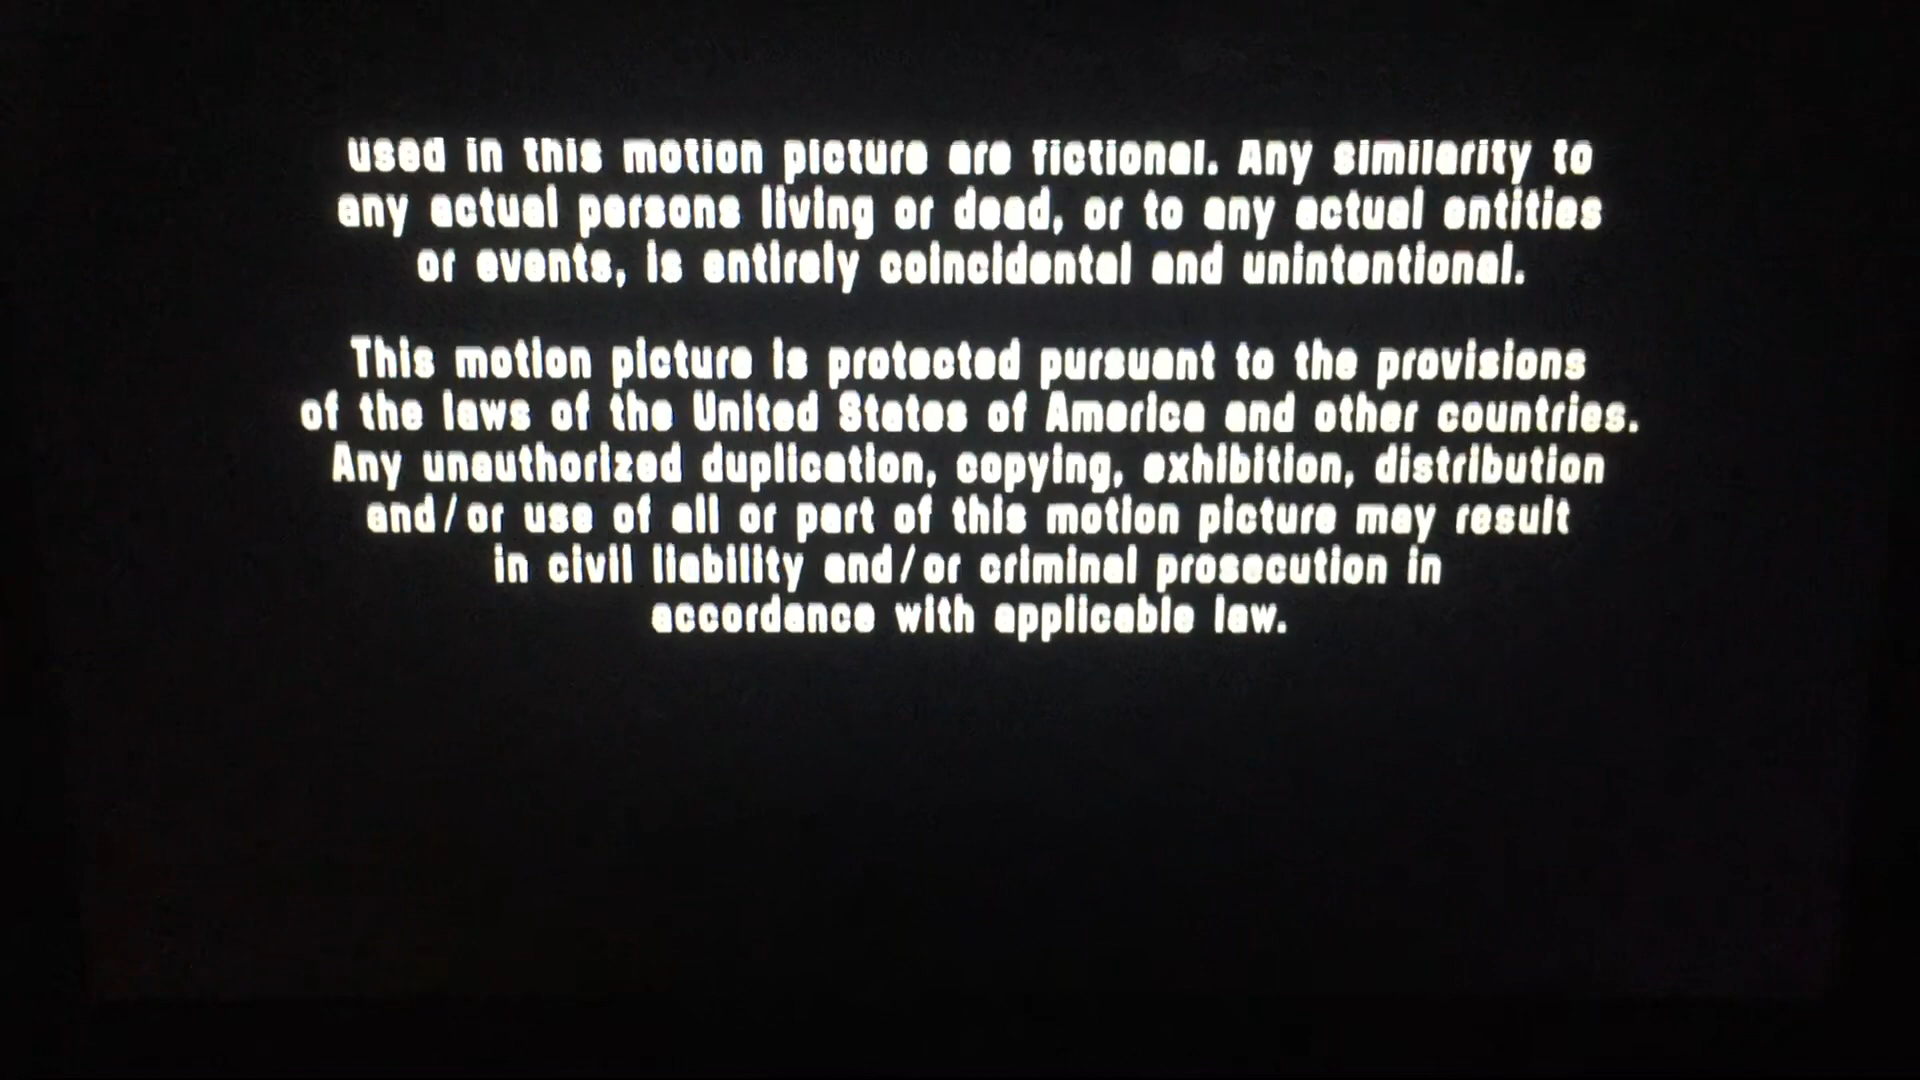 used in this motion picture are fictional. Any similarity to
any actual persons living or dead, or to any actual entities
or events, is entirely coincidental and unintentional.
This motion picture is protected pursuant to the provisions
of the laws of the United States of America and other countries.
Any unauthorized duplication, copying, exhibition, distribution
and/or use of all or part of this motion picture may result
in civil liability and/or criminal prosecution in
accordance with applicable law.